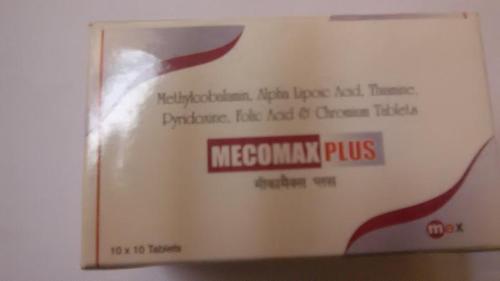 Methylcobalamin, Alpha Lipoic Acid, Thiamine,
Pyridoxine, Folic Acid & Chromium Tablets
MECOMAX PLUS
मीकामैक्स प्लस
10 x 10 Tablets
mex